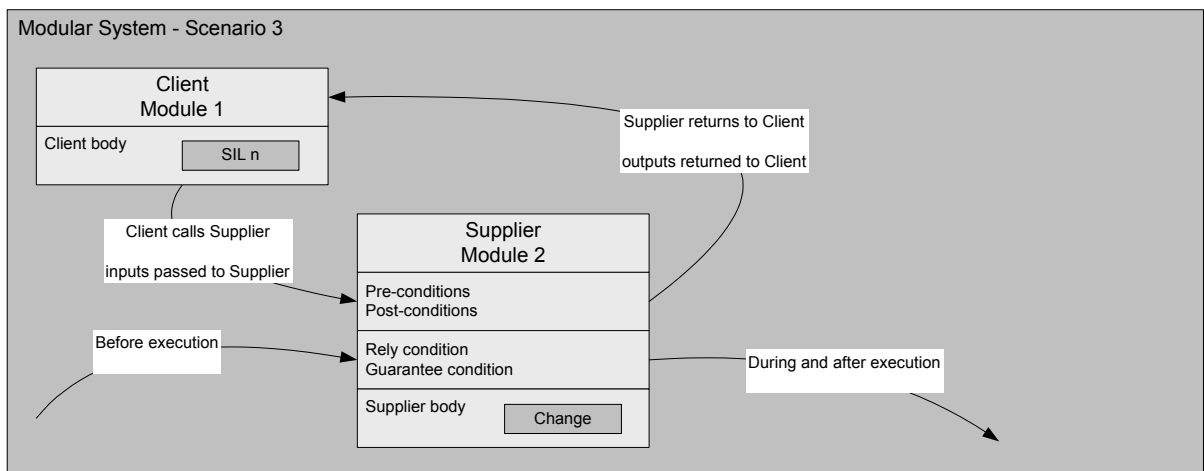 Modular System - Scenario 3
Client
Module 1
Client body
SIL n
Supplier returns to Client
outputs returned to Client
Client calls Supplier
inputs passed to Supplier
Supplier
Module 2
Pre-conditions
Post-conditions
Before execution
Rely condition
Guarantee condition
During and after execution
Supplier body
Change